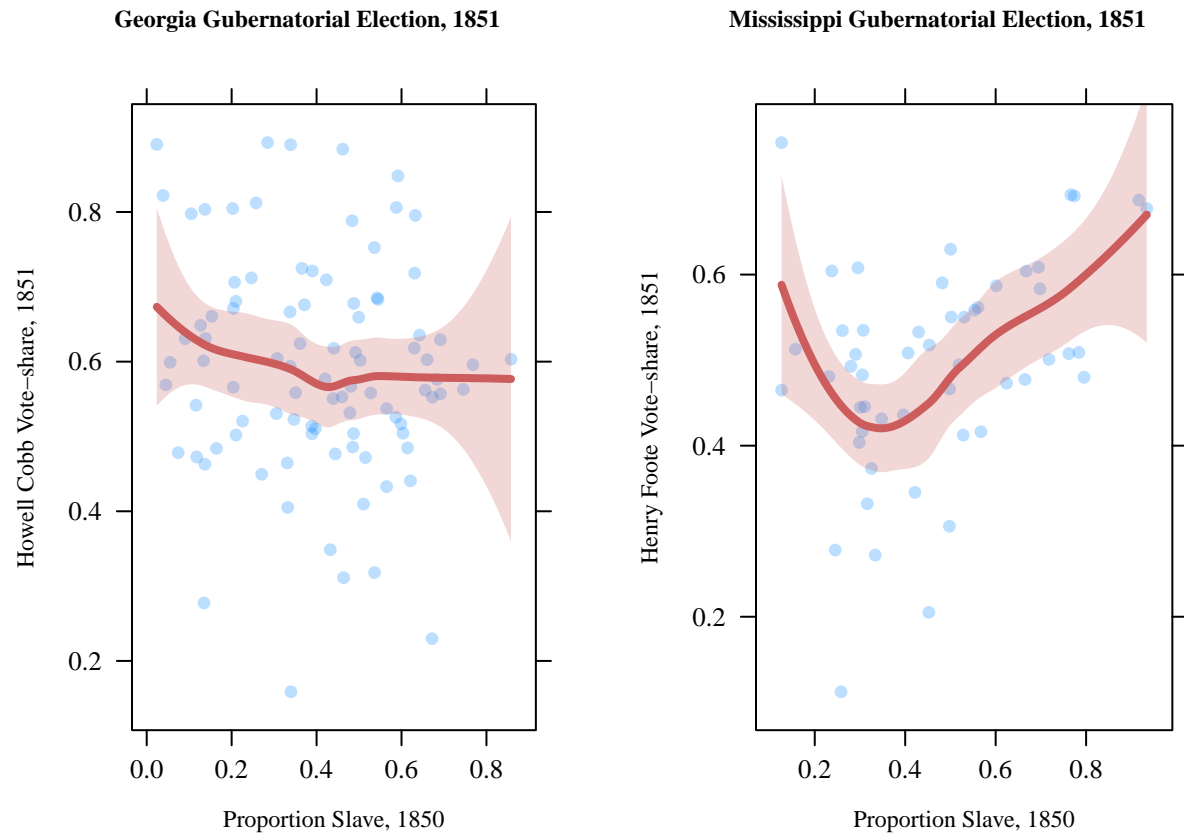 Georgia Gubernatorial Election, 1851
Howell Cobb Vote−share, 1851
0.8
0.6
0.4
0.2
0.0 0.2 0.4 0.6 0.8
Proportion Slave, 1850
Mississippi Gubernatorial Election, 1851
Henry Foote Vote−share, 1851
0.6
0.4
0.2
0.2 0.4 0.6 0.8
Proportion Slave, 1850